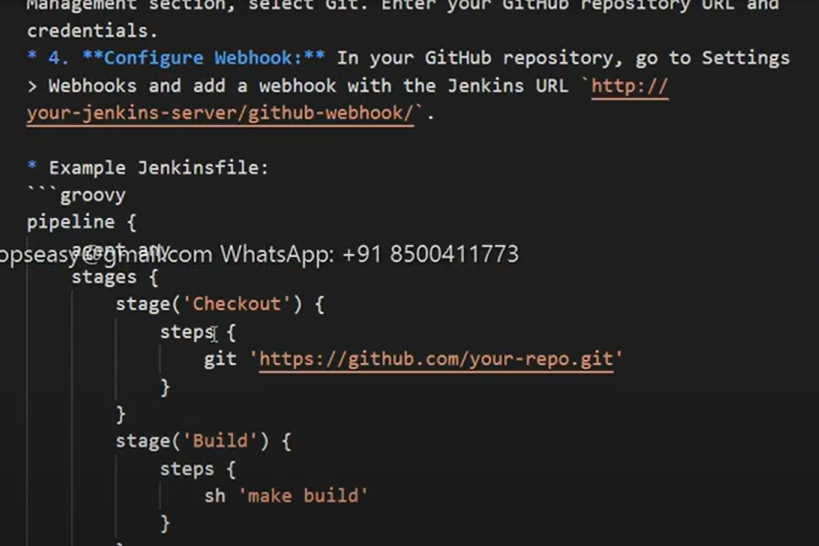 Management section, select Git. Enter your GitHub repository URL and
credentials.
* 4. **Configure Webhook:** In your GitHub repository, go to Settings
> Webhooks and add a webhook with the Jenkins URL `http://
your-jenkins-server/github-webhook/`.
* Example Jenkinsfile:
```groovy
pipeline {
agent any
opseasy@gmail.com WhatsApp: +91 8500411773
stages {
stage('Checkout') {
steps {
git 'https://github.com/your-repo.git'
}
}
stage('Build') {
steps {
sh 'make build'
}
}